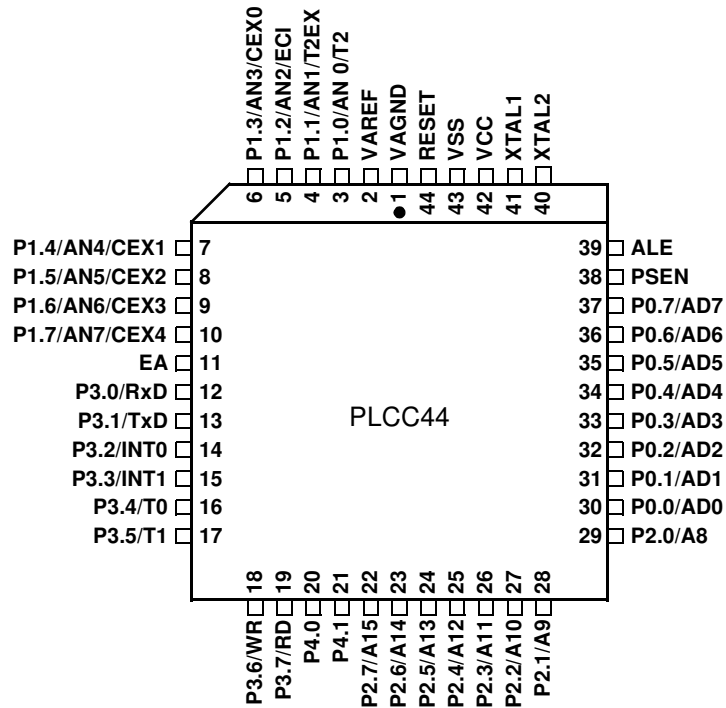 P1.3/AN3/CEX0
P1.2/AN2/ECI
P1.1/AN1/T2EX
P1.0/AN 0/T2
VAREF
VAGND
RESET
VSS
VCC
XTAL1
XTAL2
6
5
4
3
2
1
44
43
42
41
40
P1.4/AN4/CEX1 7
P1.5/AN5/CEX2 8
P1.6/AN6/CEX3 9
P1.7/AN7/CEX4 10
EA 11
P3.0/RxD 12
P3.1/TxD 13
P3.2/INT0 14
P3.3/INT1 15
P3.4/T0 16
P3.5/T1 17
PLCC44
39 ALE
38 PSEN
37 P0.7/AD7
36 P0.6/AD6
35 P0.5/AD5
34 P0.4/AD4
33 P0.3/AD3
32 P0.2/AD2
31 P0.1/AD1
30 P0.0/AD0
29 P2.0/A8
18
19
20
21
22
23
24
25
26
27
28
P3.6/WR
P3.7/RD
P4.0
P4.1
P2.7/A15
P2.6/A14
P2.5/A13
P2.4/A12
P2.3/A11
P2.2/A10
P2.1/A9